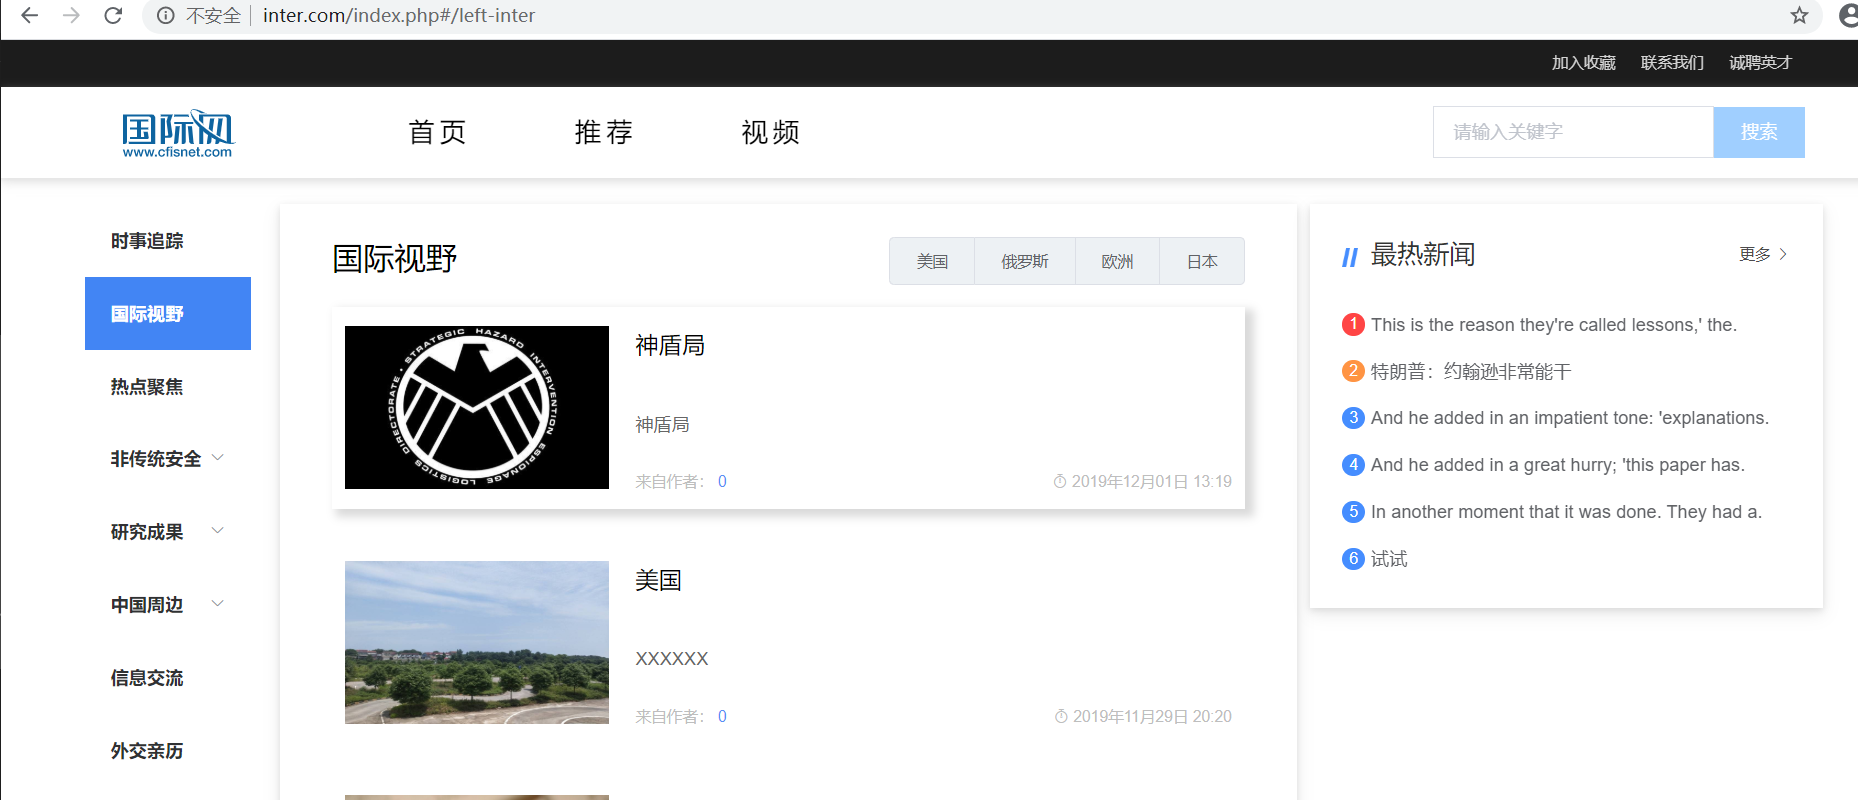 不安全 inter.com/index.php#/left-inter
加入收藏 联系我们 诚聘英才
国际网
www.cfisnet.com
首页 推荐 视频
请输入关键字 搜索
时事追踪
国际视野
热点聚焦
非传统安全
研究成果
中国周边
信息交流
外交亲历
国际视野
美国 俄罗斯 欧洲 日本
STRATEGIC HAZARD INTERVENTION ESPIONAGE LOGISTICS DIRECTORATE
神盾局
神盾局
来自作者： 0 2019年12月01日 13:19
美国
XXXXXX
来自作者： 0 2019年11月29日 20:20
最热新闻 更多
1 This is the reason they're called lessons,' the.
2 特朗普：约翰逊非常能干
3 And he added in an impatient tone: 'explanations.
4 And he added in a great hurry; 'this paper has.
5 In another moment that it was done. They had a.
6 试试